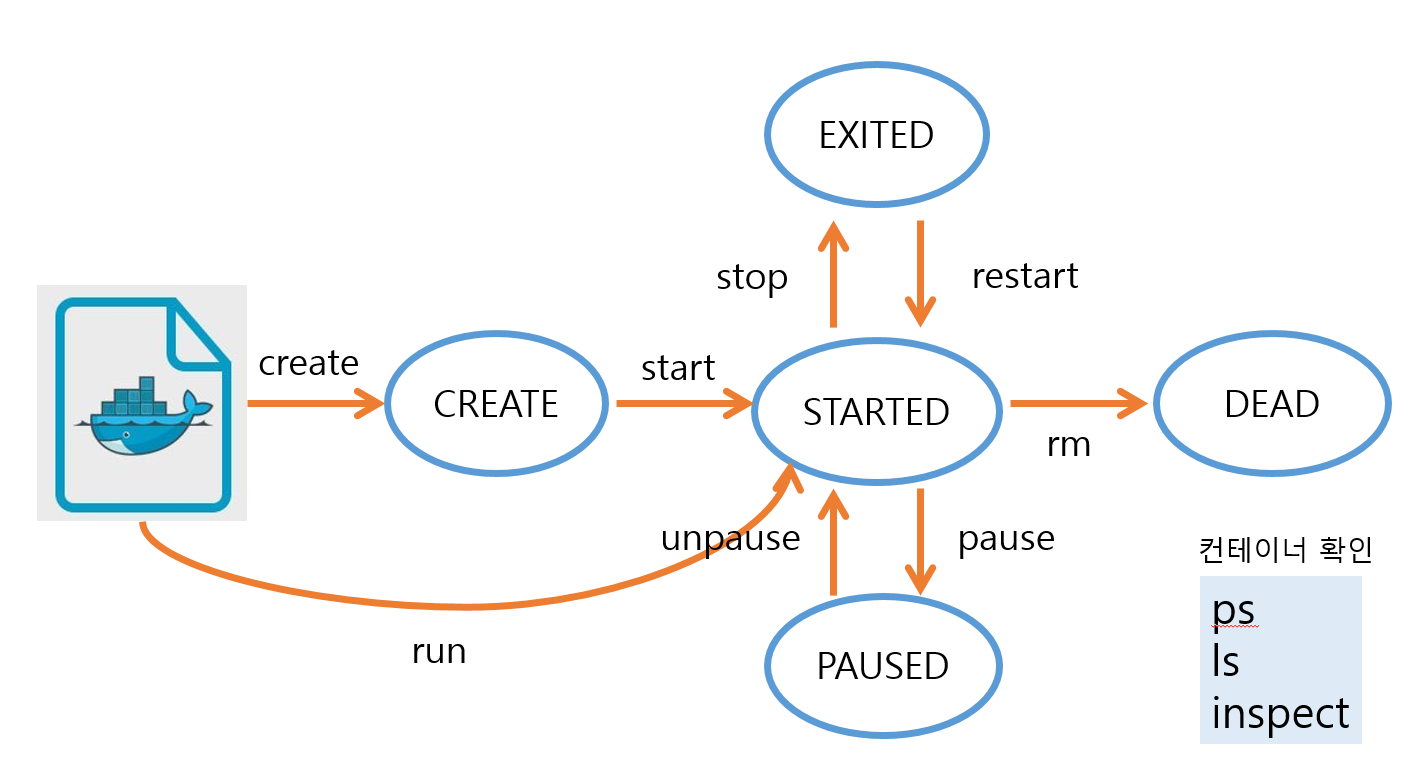 EXITED
stop
restart
create
CREATE
start
STARTED
DEAD
rm
unpause
pause
run
PAUSED
컨테이너 확인
ps
ls
inspect